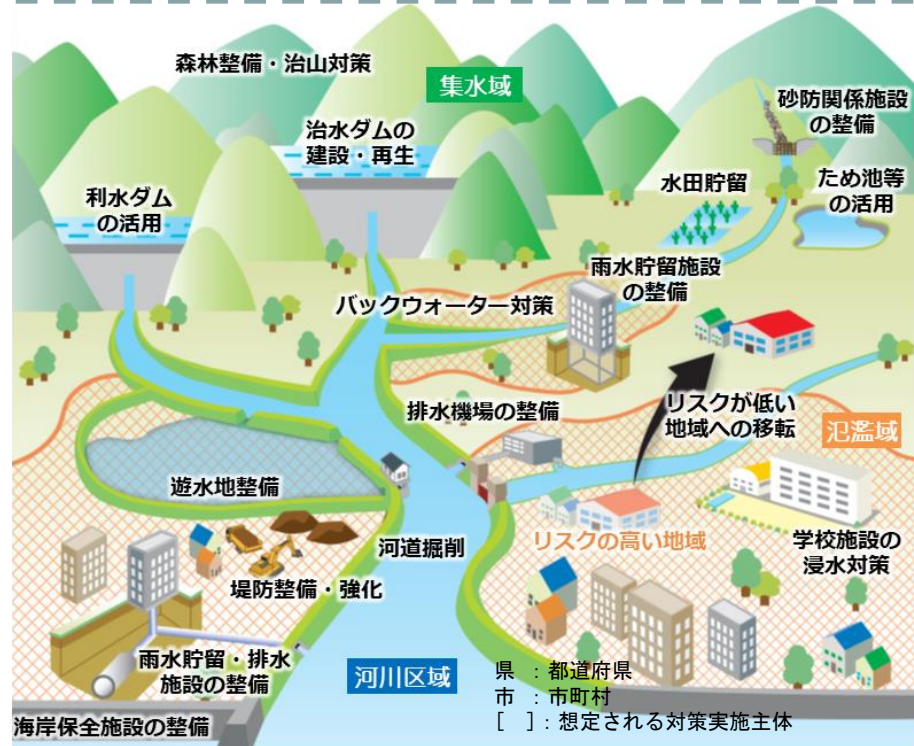 森林整備・治山対策
集水域
砂防関係施設
の整備
治水ダムの
建設・再生
水田貯留
ため池等
の活用
利水ダム
の活用
雨水貯留施設
の整備
バックウォーター対策
排水機場の整備
リスクが低い
地域への移転
氾濫域
遊水地整備
河道掘削
リスクの高い地域
学校施設の
浸水対策
堤防整備・強化
雨水貯留・排水
施設の整備
河川区域
県 ：都道府県
市 ：市町村
[ ]：想定される対策実施主体
海岸保全施設の整備